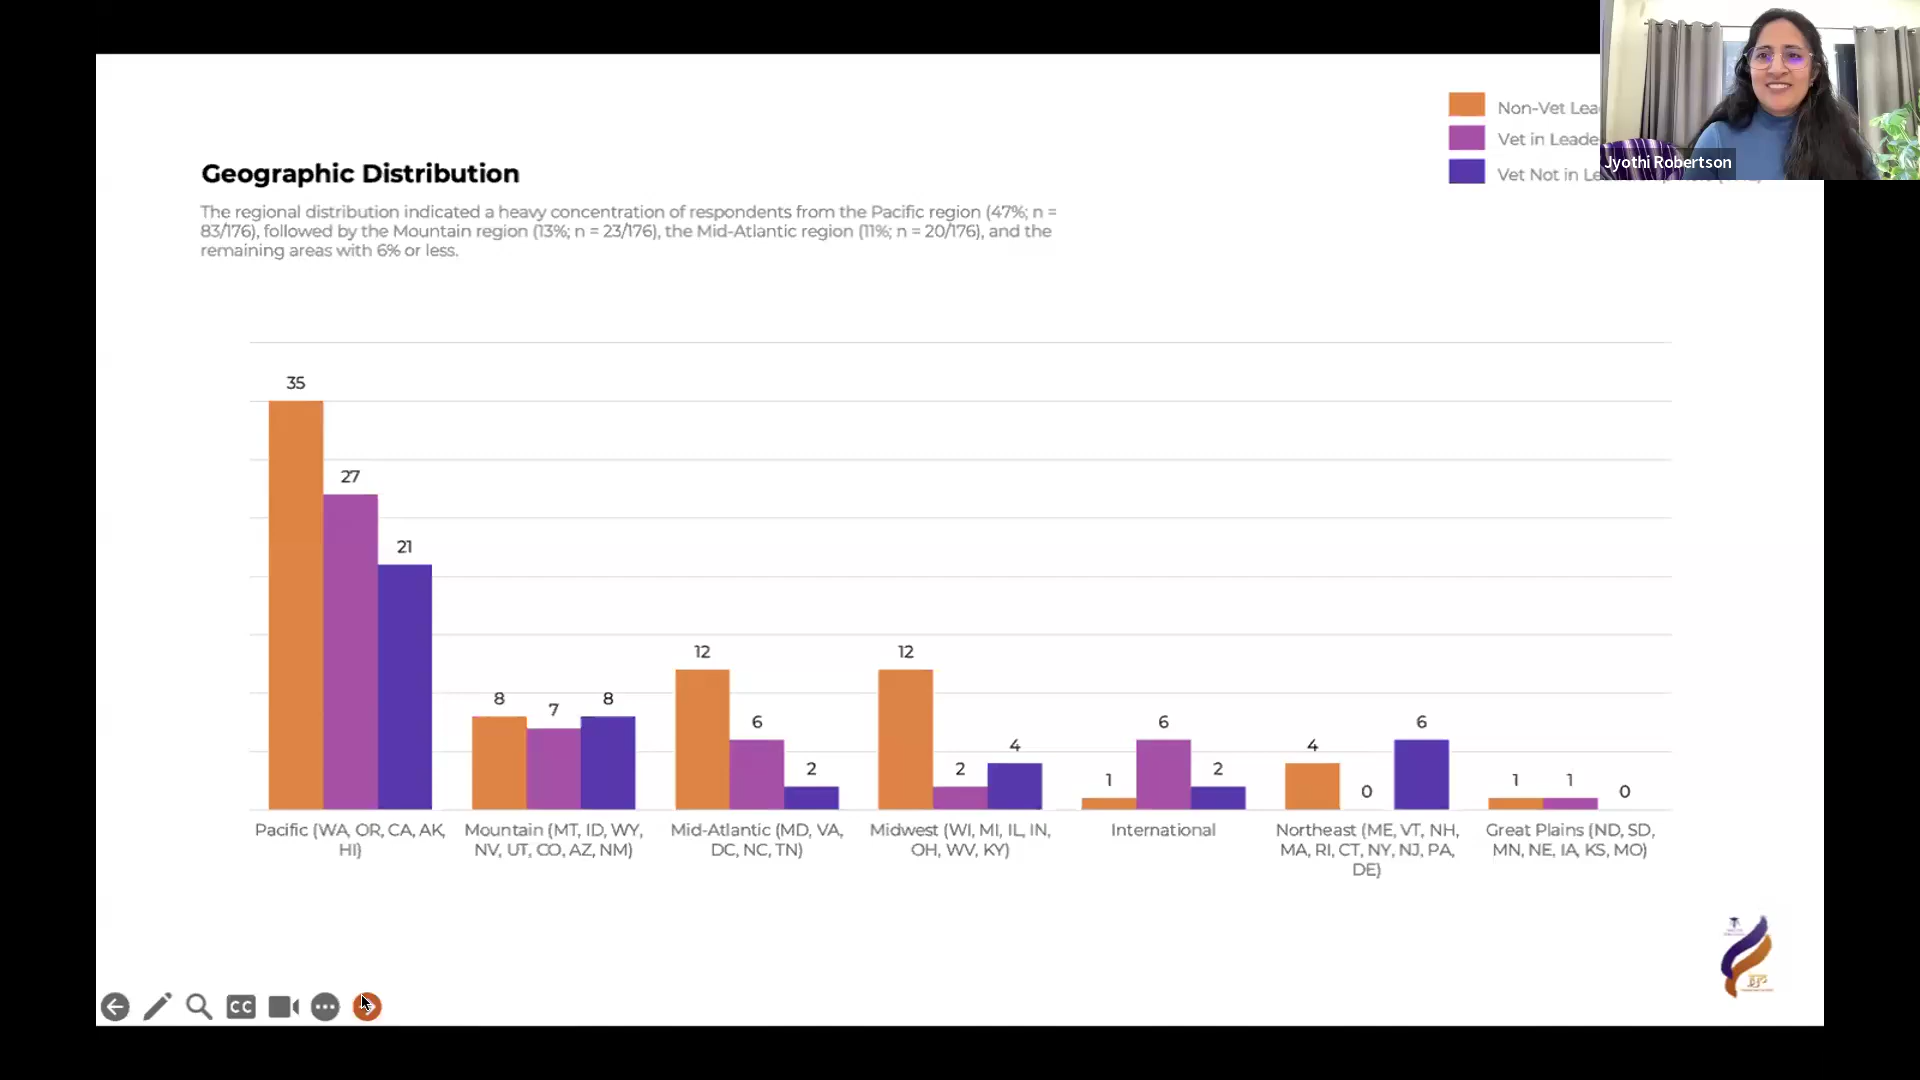 Non-Vet Lea
Vet in Leade
Vet Not in Le
Jyothi Robertson
Geographic Distribution
The regional distribution indicated a heavy concentration of respondents from the Pacific region (47%; n =
83/176), followed by the Mountain region (13%; n = 23/176), the Mid-Atlantic region (11%; n = 20/176), and the
remaining areas with 6% or less.
35
27
21
8
7
8
12
6
2
12
2
4
1
6
2
4
0
6
1
1
0
Pacific (WA, OR, CA, AK,
HI)
Mountain (MT, ID, WY,
NV, UT, CO, AZ, NM)
Mid-Atlantic (MD, VA,
DC, NC, TN)
Midwest (WI, MI, IL, IN,
OH, WV, KY)
International
Northeast (ME, VT, NH,
MA, RI, CT, NY, NJ, PA,
DE)
Great Plains (ND, SD,
MN, NE, IA, KS, MO)
CC